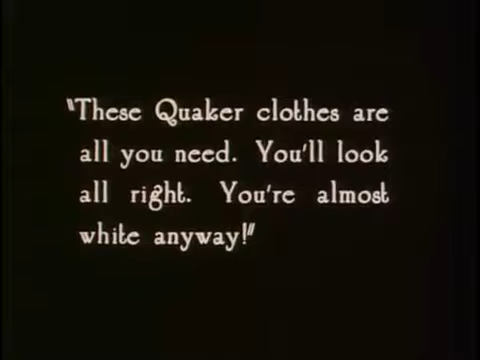 "These Quaker clothes are
all you need. You'll look
all right. You're almost
white anyway!"